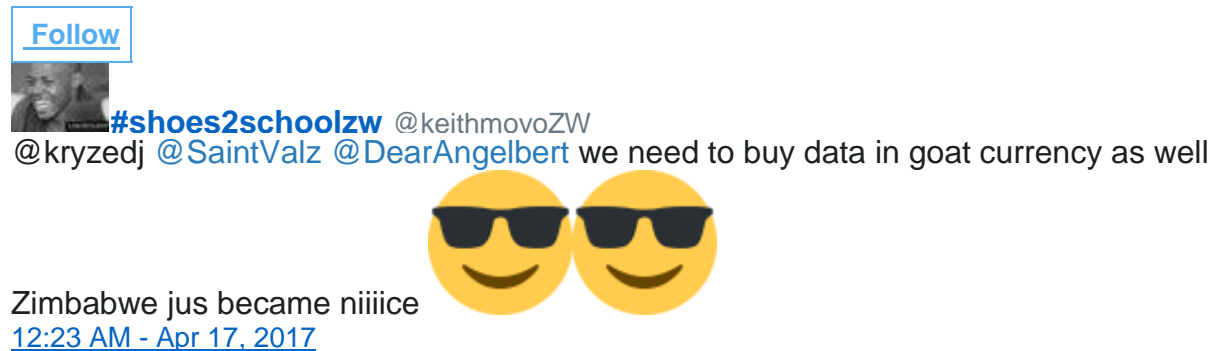 Follow
#shoes2schoolzw @keithmovoZW
@kryzedj @SaintValz @DearAngelbert we need to buy data in goat currency as well
Zimbabwe jus became niiiice
12:23 AM - Apr 17, 2017